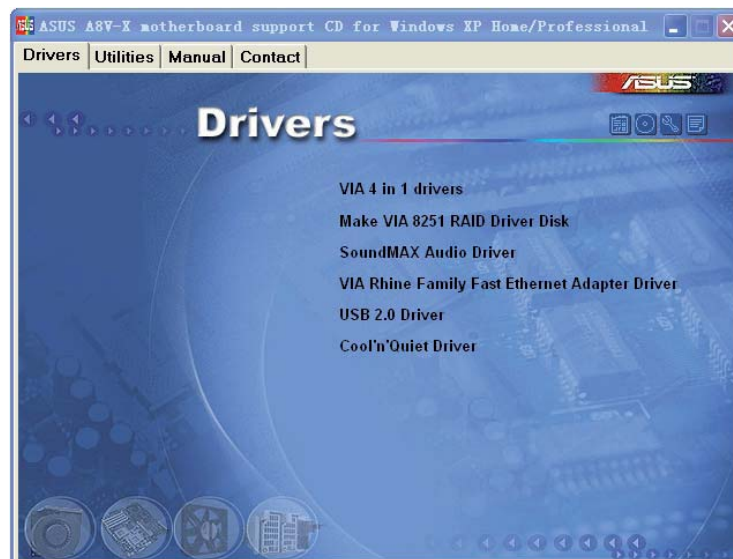 ASUS A8V-X motherboard support CD for Windows XP Home/Professional
Drivers Utilities Manual Contact
ASUS
Drivers
VIA 4 in 1 drivers
Make VIA 8251 RAID Driver Disk
SoundMAX Audio Driver
VIA Rhine Family Fast Ethernet Adapter Driver
USB 2.0 Driver
Cool'n'Quiet Driver